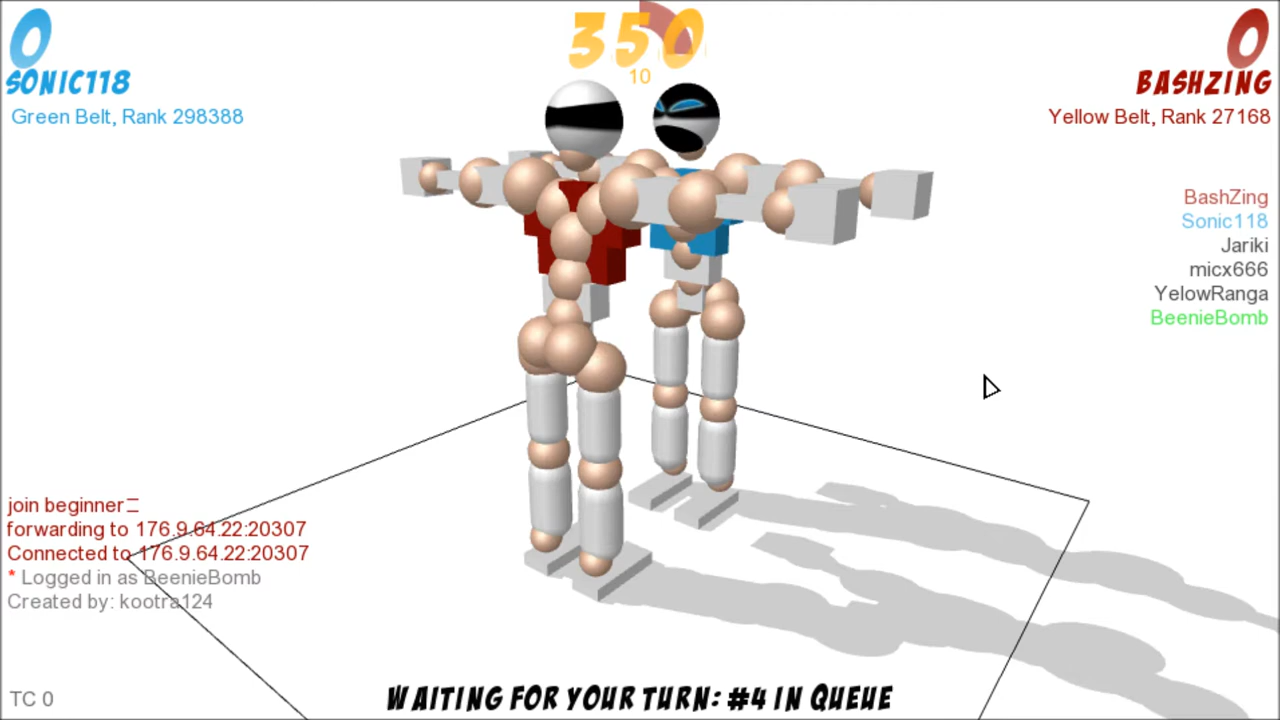 0
SONIC118
Green Belt, Rank 298388
350
10
0
BASHZING
Yellow Belt, Rank 27168
BashZing
Sonic118
Jariki
micx666
YelowRanga
BeenieBomb
join beginner
forwarding to 176.9.64.22:20307
Connected to 176.9.64.22:20307
* Logged in as BeenieBomb
Created by: kootra124
TC 0
WAITING FOR YOUR TURN: #4 IN QUEUE